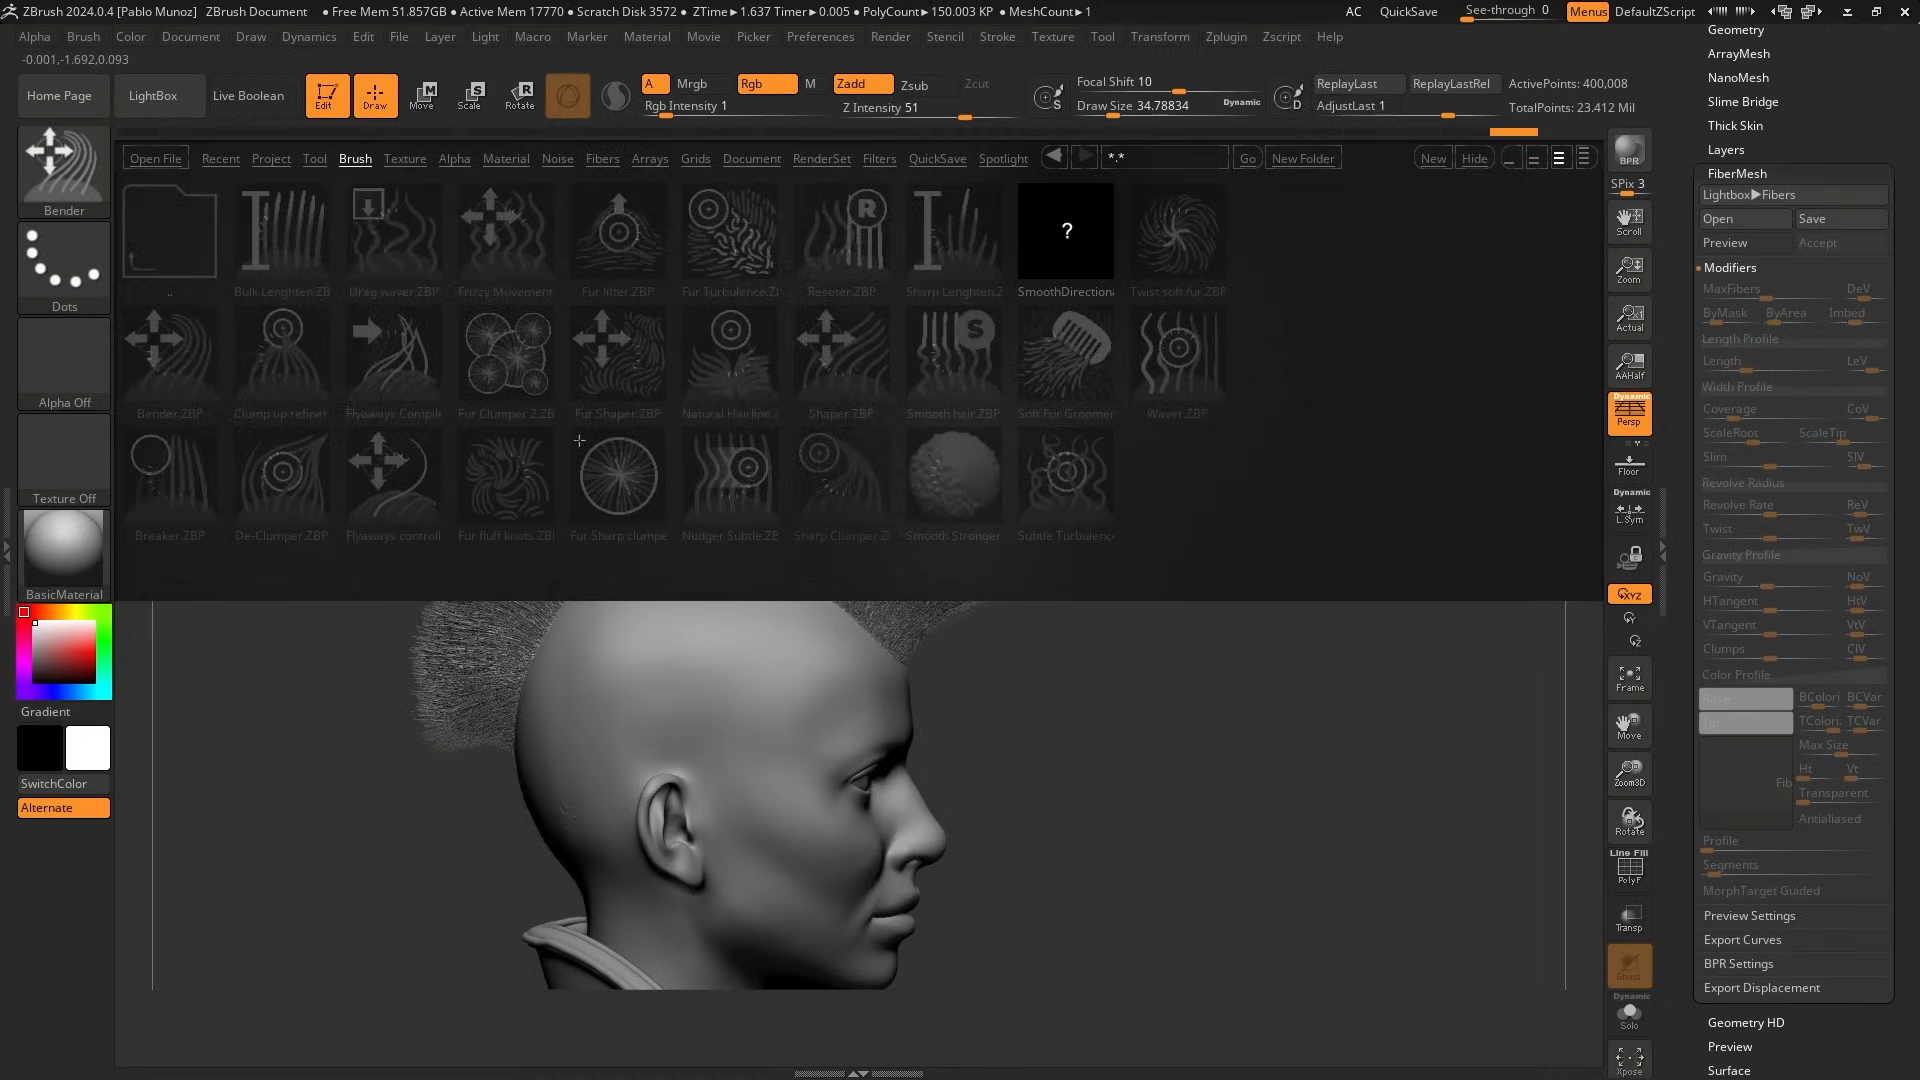 ZBrush 2024.0.4 [Pablo Munoz] ZBrush Document • Free Mem 51.857GB • Active Mem 17770 • Scratch Disk 3572 • ZTime►1.637 Timer►0.005 • PolyCount►150.003 KP • MeshCount►1 AC QuickSave See-through 0 Menus DefaultZScript
Alpha Brush Color Document Draw Dynamics Edit File Layer Light Macro Marker Material Movie Picker Preferences Render Stencil Stroke Texture Tool Transform Zplugin Zscript Help
-0.001,-1.692,0.093
Home Page LightBox Live Boolean Edit Draw Move Scale Rotate
A Mrgb Rgb M Zadd Zsub Zcut
Rgb Intensity 1 Z Intensity 51
Focal Shift 10
Draw Size 34.78834 Dynamic
S D
ReplayLast ReplayLastRel ActivePoints: 400,008
AdjustLast 1 TotalPoints: 23.412 Mil
Open File Recent Project Tool Brush Texture Alpha Material Noise Fibers Arrays Grids Document RenderSet Filters QuickSave Spotlight *.* Go New Folder New Hide
.. Bulk Lenghten.ZB Drag waver.ZBP Frizzy Movement Fur lifter.ZBP Fur Turbulence.ZI Reseter.ZBP Sharp Lenghten.Z SmoothDirectiona Twist soft fur.ZBP
R
?
Bender.ZBP Clump up refiner Flyaways Compile Fur Clumper 2.ZB Fur Shaper.ZBP Natural Hairline. Shaper.ZBP Smooth hair.ZBP Soft Fur Groomer Waver.ZBP
S
Breaker.ZBP De-Clumper.ZBP Flyaways controll Fur fluff knots.ZBI Fur Sharp clumpe Nudger Subtle.ZB Sharp Clumper.ZI Smooth Stronger Subtle Turbulenc
Bender
Dots
Alpha Off
Texture Off
BasicMaterial
Gradient
SwitchColor
Alternate
BPR
SPix 3
Scroll
Zoom
Actual
AAHalf
Dynamic
Persp
Floor
Dynamic
L.Sym
XYZ
Y
Z
Frame
Move
Zoom3D
Rotate
Line Fill
PolyF
Transp
Ghost
Dynamic
Solo
Xpose
Geometry
ArrayMesh
NanoMesh
Slime Bridge
Thick Skin
Layers
FiberMesh
Lightbox►Fibers
Open Save
Preview Accept
Modifiers
MaxFibers DeV
ByMask ByArea Imbed
Length Profile
Length LeV
Width Profile
Coverage CoV
ScaleRoot ScaleTip
Slim SlV
Revolve Radius
Revolve Rate ReV
Twist TwV
Gravity Profile
Gravity NoV
HTangent HtV
VTangent VtV
Clumps ClV
Color Profile
BColori BCVar
Tip TColori: TCVar
Max Size
Ht Vt
Fib
Transparent
Antialiased
Profile
Segments
MorphTarget Guided
Preview Settings
Export Curves
BPR Settings
Export Displacement
Geometry HD
Preview
Surface